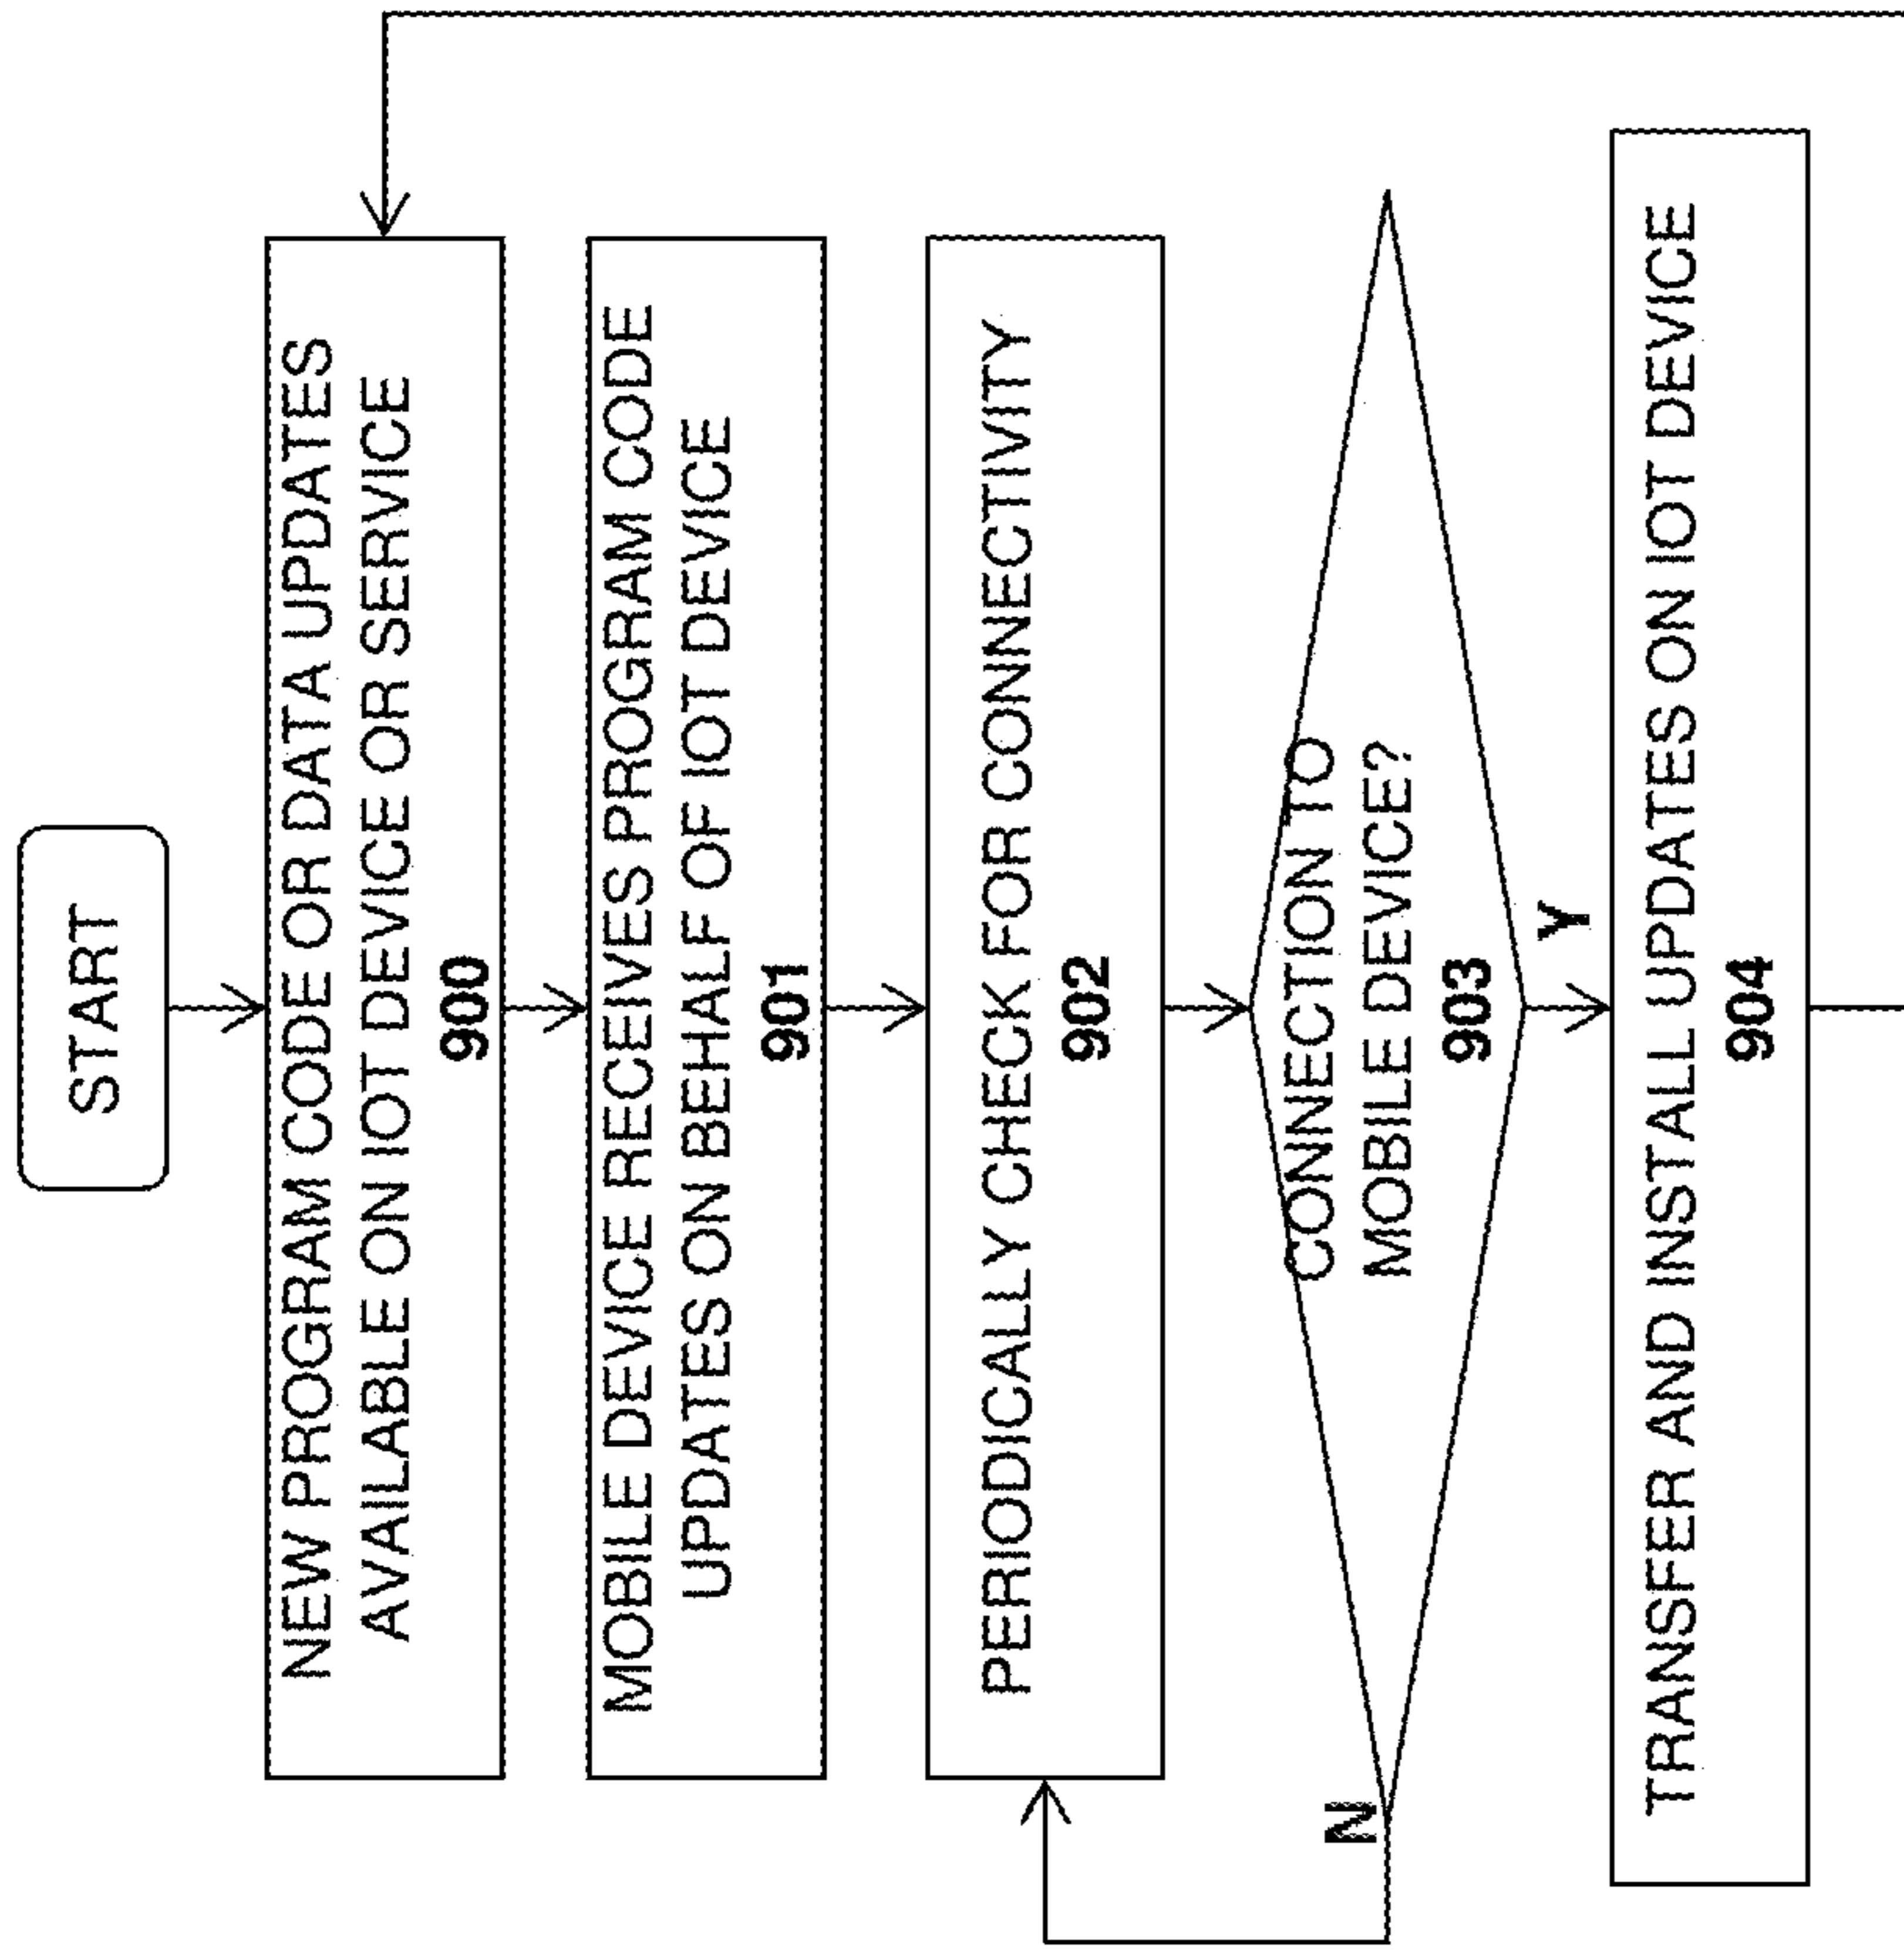 START
NEW PROGRAM CODE OR DATA UPDATES
AVAILABLE ON IOT DEVICE OR SERVICE
900
MOBILE DEVICE RECEIVES PROGRAM CODE
UPDATES ON BEHALF OF IOT DEVICE
901
PERIODICALLY CHECK FOR CONNECTIVITY
902
CONNECTION TO
MOBILE DEVICE?
903
N
Y
TRANSFER AND INSTALL UPDATES ON IOT DEVICE
904